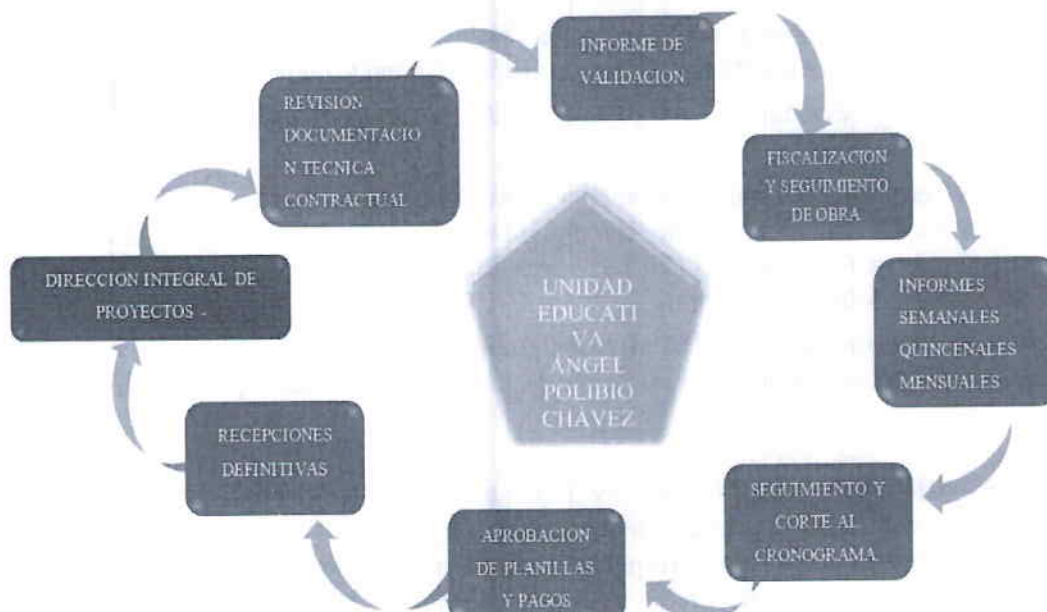 INFORME DE
VALIDACION
REVISION
DOCUMENTACIO
N TECNICA
CONTRACTUAL
FISCALIZACION
Y SEGUIMIENTO
DE OBRA
DIRECCION INTEGRAL DE
PROYECTOS -
UNIDAD
EDUCATI
VA
ÁNGEL
POLIBIO
CHÁVEZ
INFORMES
SEMANALES
QUINCENALES
MENSUALES
RECEPCIONES
DEFINITIVAS
SEGUIMIENTO Y
CORTE AL
CRONOGRAMA
APROBACION
DE PLANILLAS
Y PAGOS